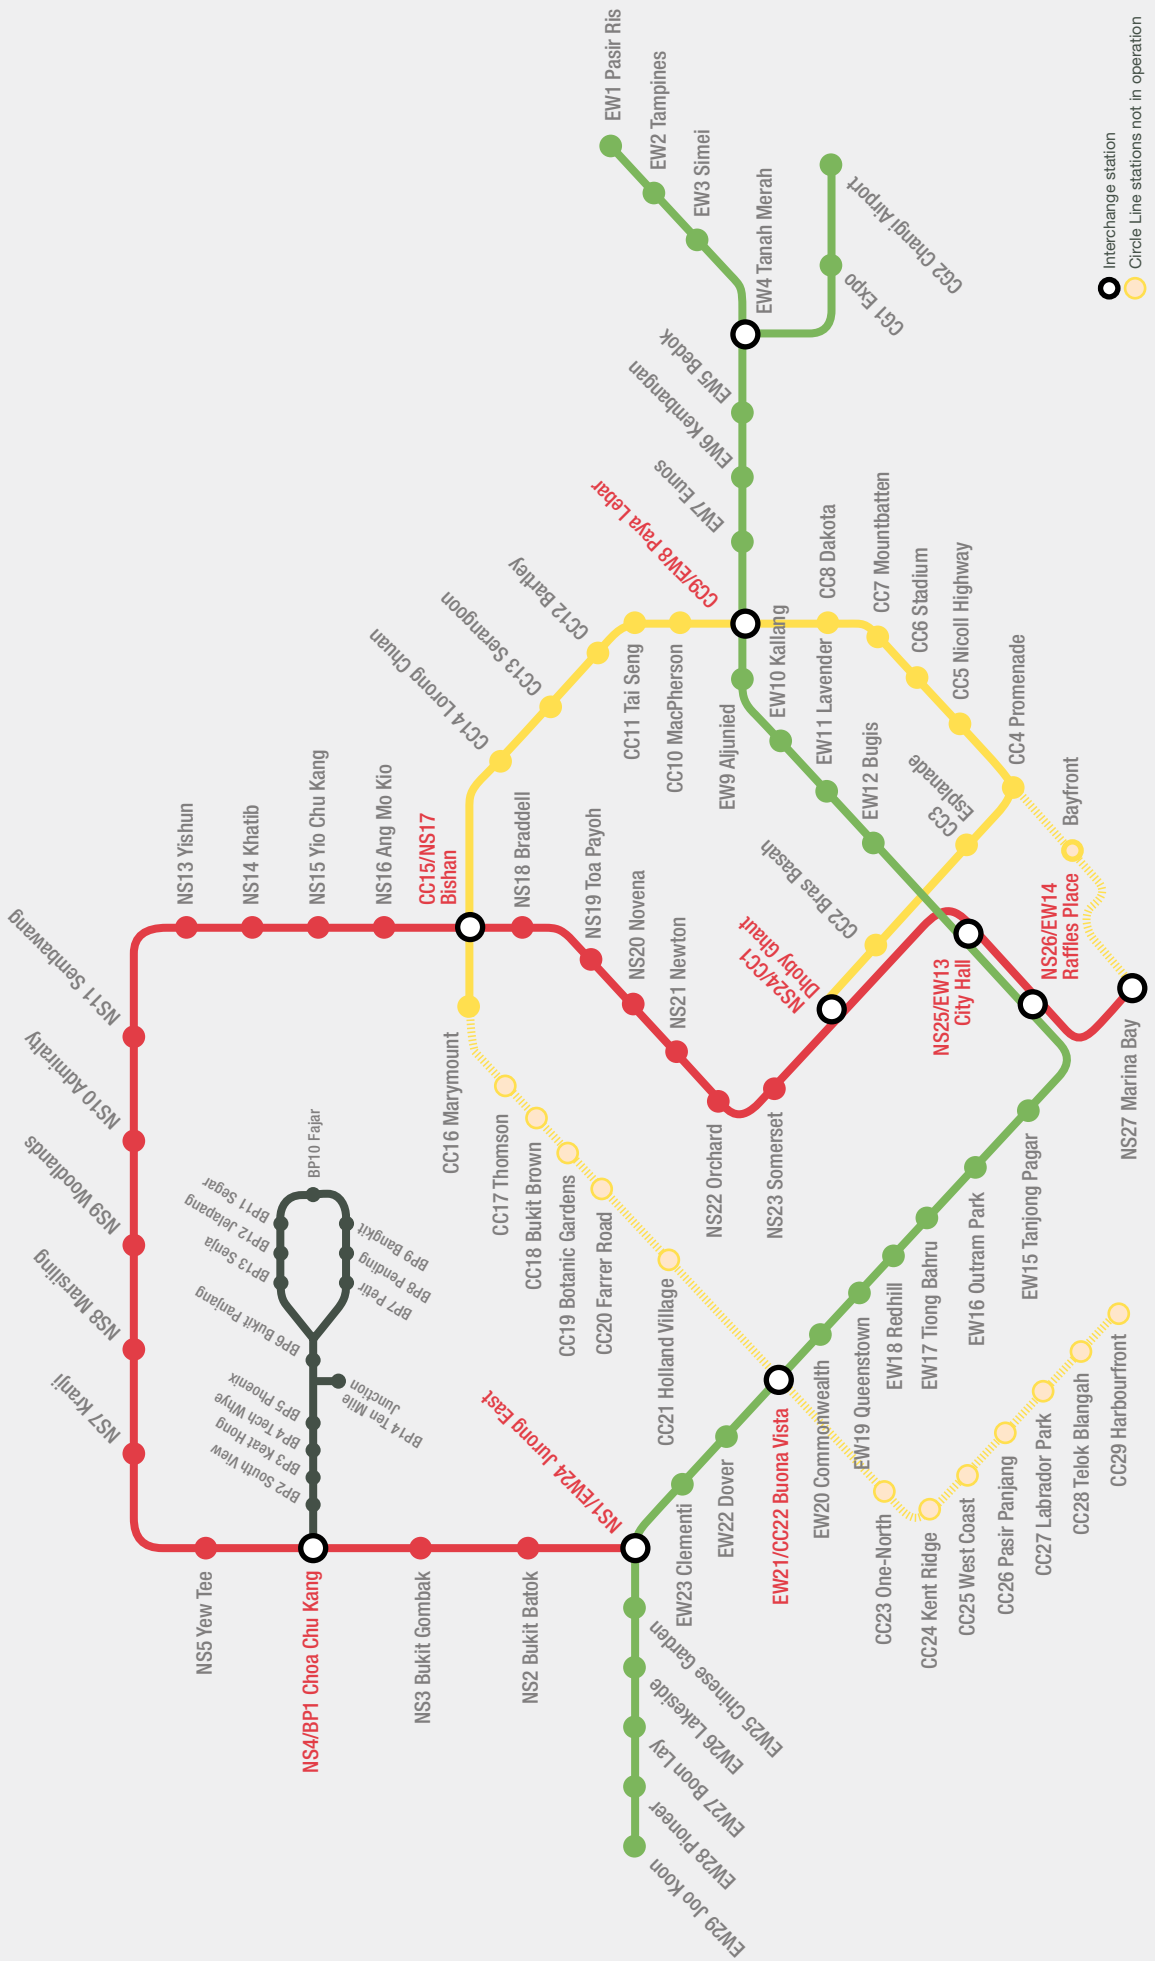 EW1 Pasir Ris
EW2 Tampines
EW3 Simei
EW4 Tanah Merah
CG1 Expo
CG2 Changi Airport
EW5 Bedok
EW6 Kembangan
EW7 Eunos
CC9/EW8 Paya Lebar
EW9 Aljunied
EW10 Kallang
EW11 Lavender
EW12 Bugis
NS25/EW13
City Hall
NS26/EW14
Raffles Place
EW15 Tanjong Pagar
EW16 Outram Park
EW17 Tiong Bahru
EW18 Redhill
EW19 Queenstown
EW20 Commonwealth
EW21/CC22 Buona Vista
EW22 Dover
EW23 Clementi
NS1/EW24 Jurong East
EW25 Chinese Garden
EW26 Lakeside
EW27 Boon Lay
EW28 Pioneer
EW29 Joo Koon
NS2 Bukit Batok
NS3 Bukit Gombak
NS4/BP1 Choa Chu Kang
NS5 Yew Tee
NS7 Kranji
NS8 Marsiling
NS9 Woodlands
NS10 Admiralty
NS11 Sembawang
NS13 Yishun
NS14 Khatib
NS15 Yio Chu Kang
NS16 Ang Mo Kio
CC15/NS17
Bishan
NS18 Braddell
NS19 Toa Payoh
NS20 Novena
NS21 Newton
NS22 Orchard
NS23 Somerset
NS24/CC1
Dhoby Ghaut
NS27 Marina Bay
CC2 Bras Basah
CC3
Esplanade
CC4 Promenade
Bayfront
CC5 Nicoll Highway
CC6 Stadium
CC7 Mountbatten
CC8 Dakota
CC10 MacPherson
CC11 Tai Seng
CC12 Bartley
CC13 Serangoon
CC14 Lorong Chuan
CC16 Marymount
CC17 Thomson
CC18 Bukit Brown
CC19 Botanic Gardens
CC20 Farrer Road
CC21 Holland Village
CC23 One-North
CC24 Kent Ridge
CC25 West Coast
CC26 Pasir Panjang
CC27 Labrador Park
CC28 Telok Blangah
CC29 Harbourfront
BP2 South View
BP3 Keat Hong
BP4 Tech Whye
BP5 Phoenix
BP14 Ten Mile
Junction
BP6 Bukit Panjang
BP7 Petir
BP8 Pending
BP9 Bangkit
BP10 Fajar
BP11 Segar
BP12 Jelapang
BP13 Senja
Interchange station
Circle Line stations not in operation